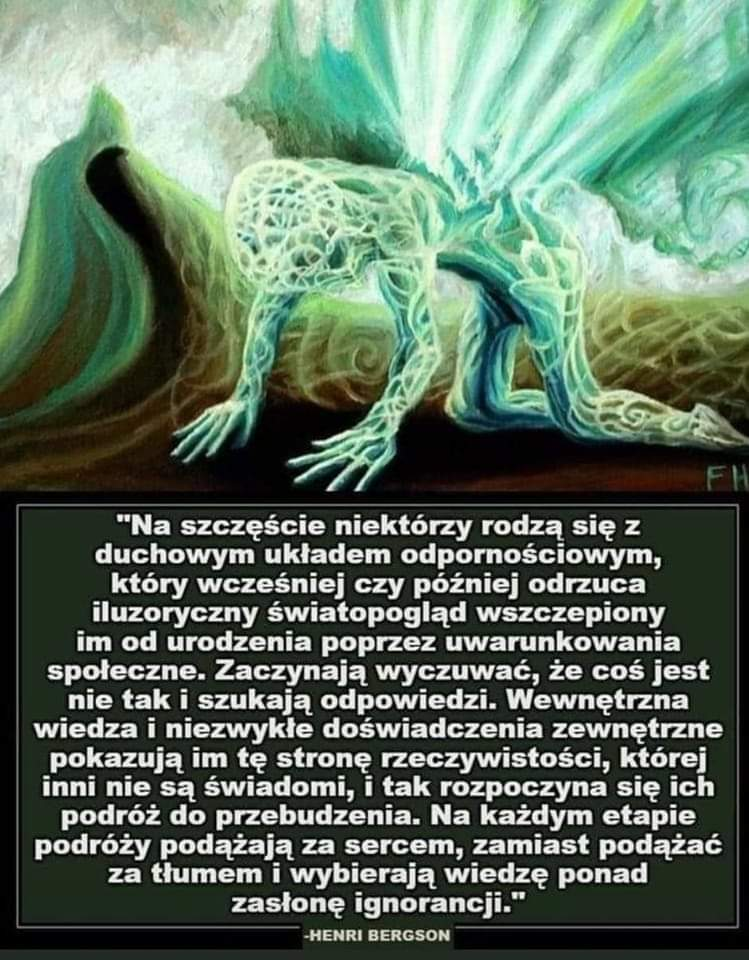 FH
"Na szczęście niektórzy rodzą się z
duchowym układem odpornościowym,
który wcześniej czy później odrzuca
iluzoryczny światopogląd wszczepiony
im od urodzenia poprzez uwarunkowania
społeczne. Zaczynają wyczuwać, że coś jest
nie tak i szukają odpowiedzi. Wewnętrzna
wiedza i niezwykłe doświadczenia zewnętrzne
pokazują im tę stronę rzeczywistości, której
inni nie są świadomi, i tak rozpoczyna się ich
podróż do przebudzenia. Na każdym etapie
podróży podążają za sercem, zamiast podążać
za tłumem i wybierają wiedzę ponad
zasłonę ignorancji."
-HENRI BERGSON